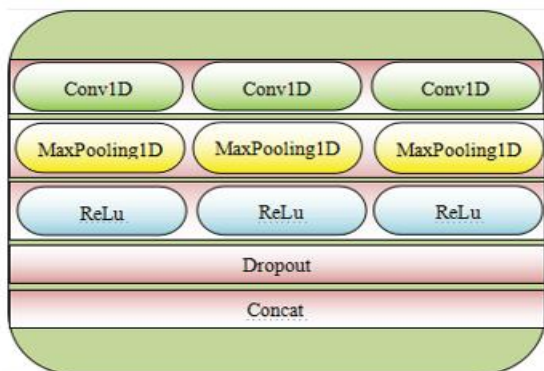 Conv1D Conv1D Conv1D
MaxPooling1D MaxPooling1D MaxPooling1D
ReLu ReLu ReLu
Dropout
Concat